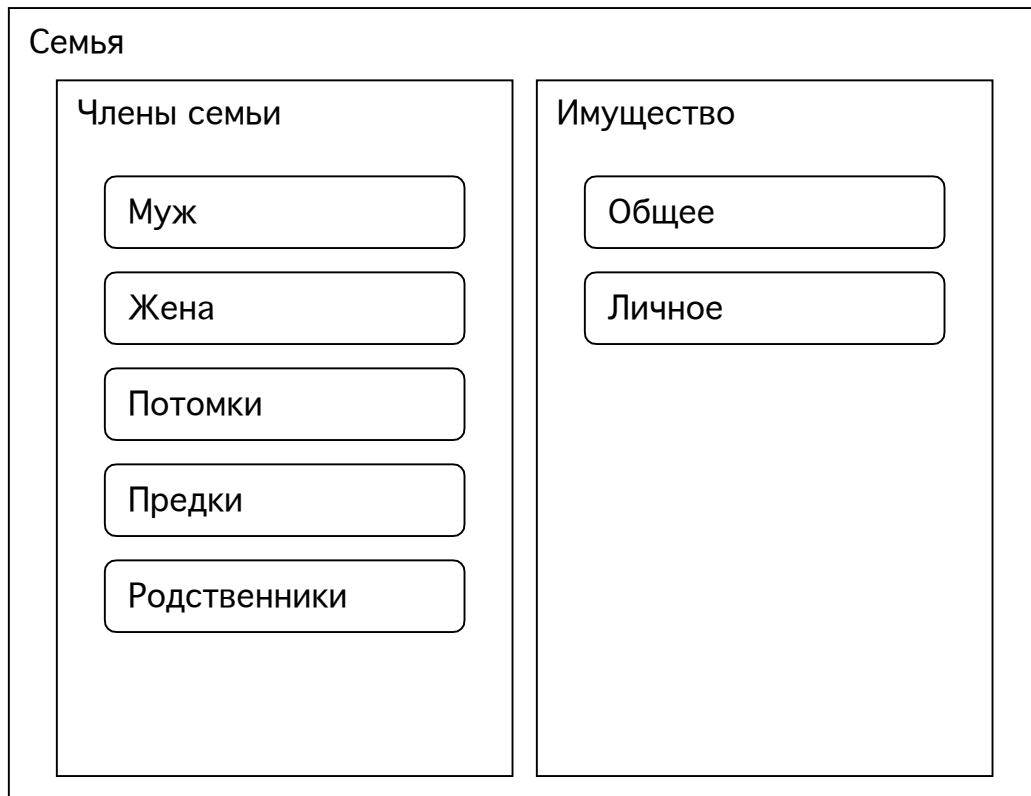 Семья
Члены семьи
Муж
Жена
Потомки
Предки
Родственники
Имущество
Общее
Личное